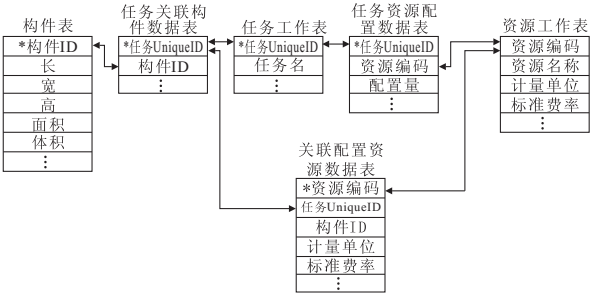 构件表
*构件ID
长
宽
高
面积
体积
⋮
任务关联构
件数据表
*任务UniqueID
构件ID
⋮
任务工作表
*任务UniqueID
任务名
⋮
任务资源配
置数据表
*任务UniqueID
资源编码
配置量
⋮
资源工作表
资源编码
资源名称
计量单位
标准费率
⋮
关联配置资
源数据表
*资源编码
任务UniqueID
构件ID
计量单位
标准费率
⋮